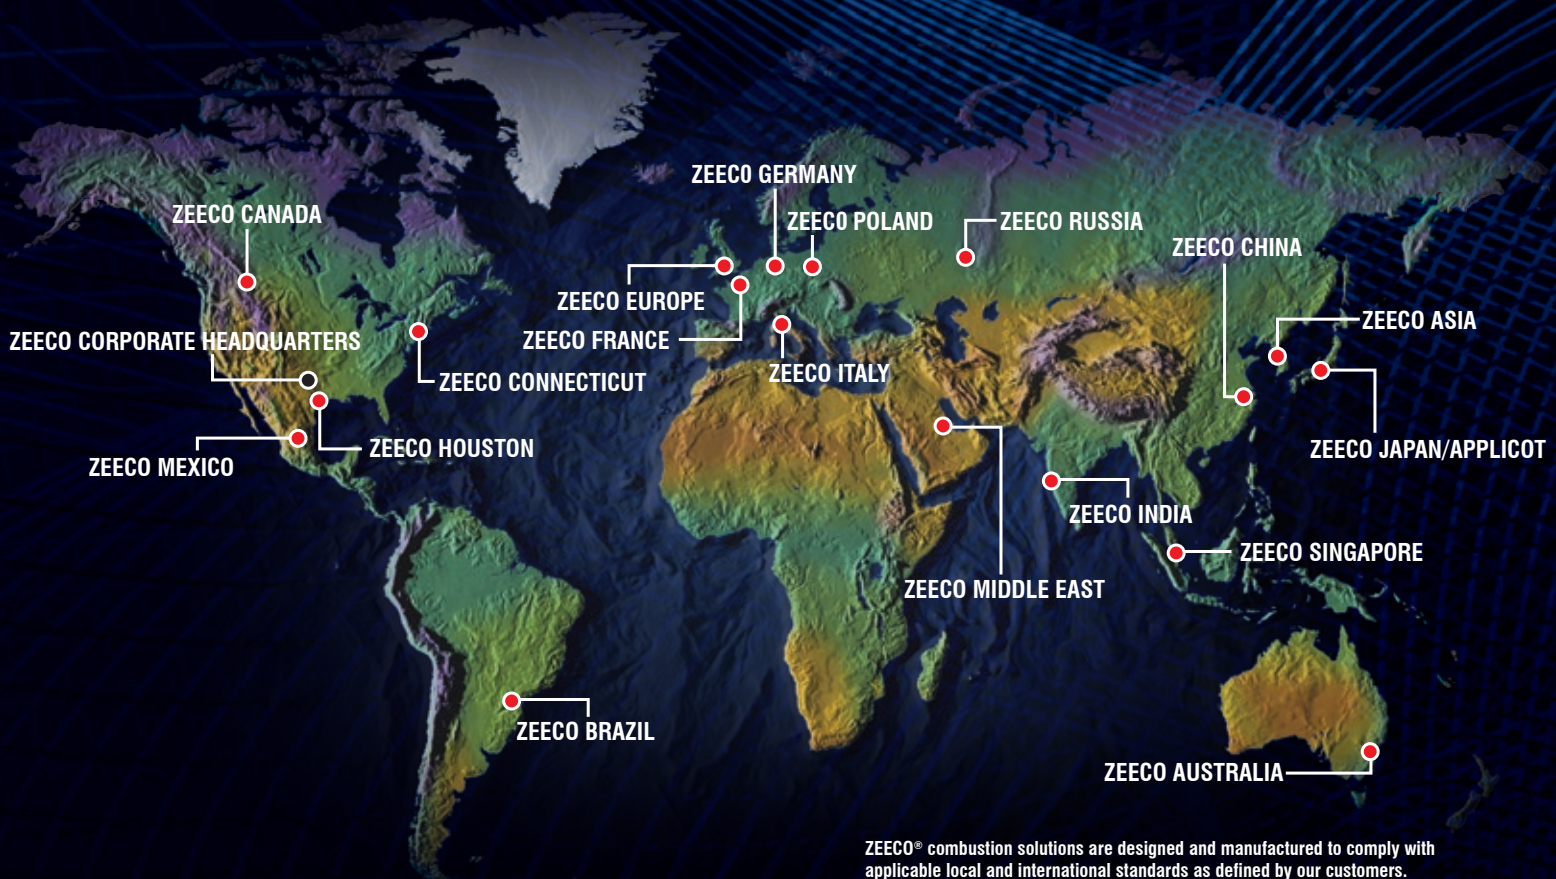 ZEECO GERMANY
ZEECO CANADA
ZEECO POLAND
ZEECO RUSSIA
ZEECO CHINA
ZEECO EUROPE
ZEECO ASIA
ZEECO CORPORATE HEADQUARTERS
ZEECO FRANCE
ZEECO ITALY
ZEECO CONNECTICUT
ZEECO HOUSTON
ZEECO JAPAN/APPLICOT
ZEECO MEXICO
ZEECO INDIA
ZEECO SINGAPORE
ZEECO MIDDLE EAST
ZEECO BRAZIL
ZEECO AUSTRALIA
ZEECO® combustion solutions are designed and manufactured to comply with
applicable local and international standards as defined by our customers.